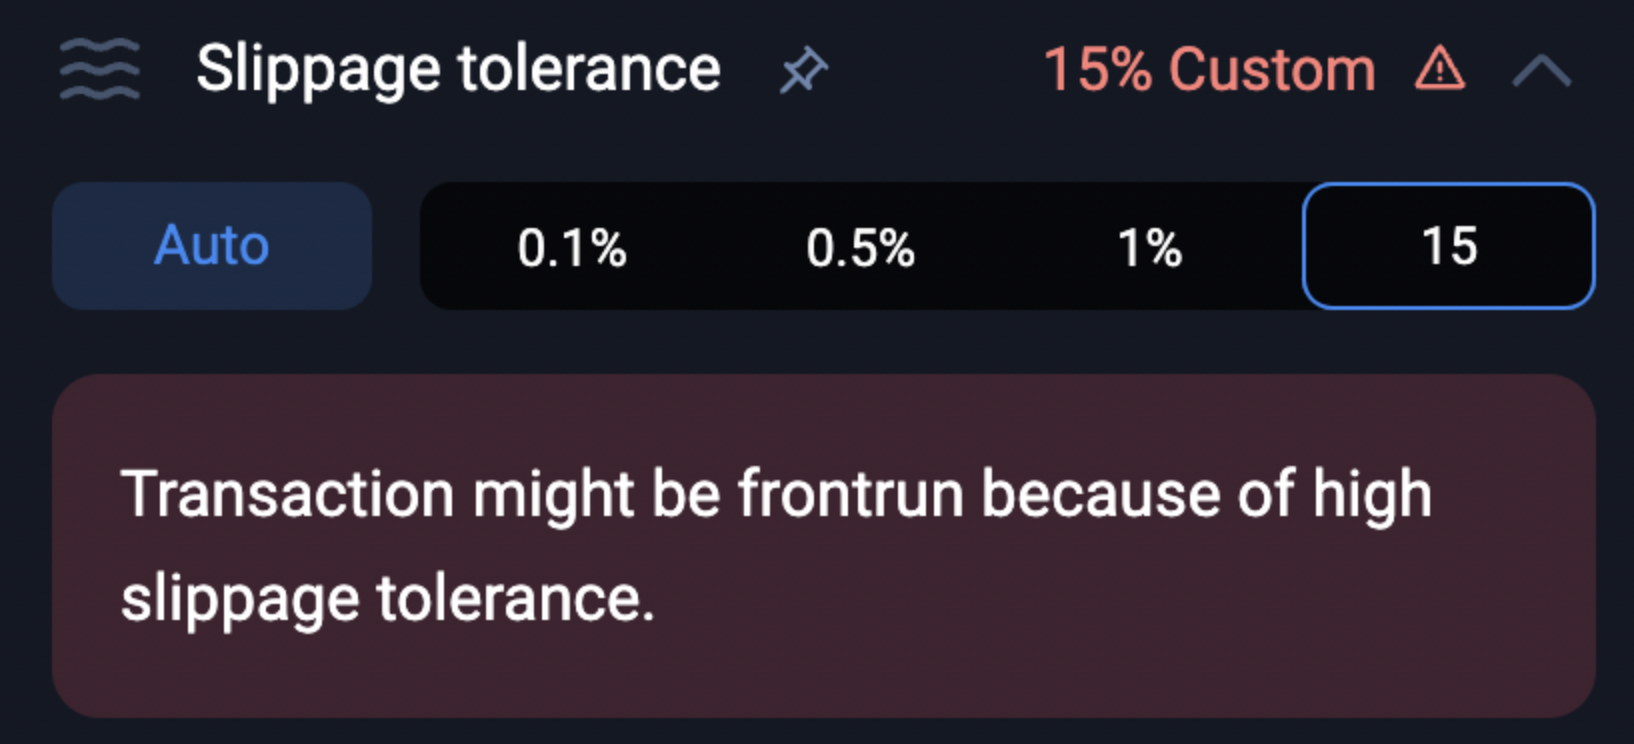 Slippage tolerance 15% Custom
Auto 0.1% 0.5% 1% 15
Transaction might be frontrun because of high
slippage tolerance.